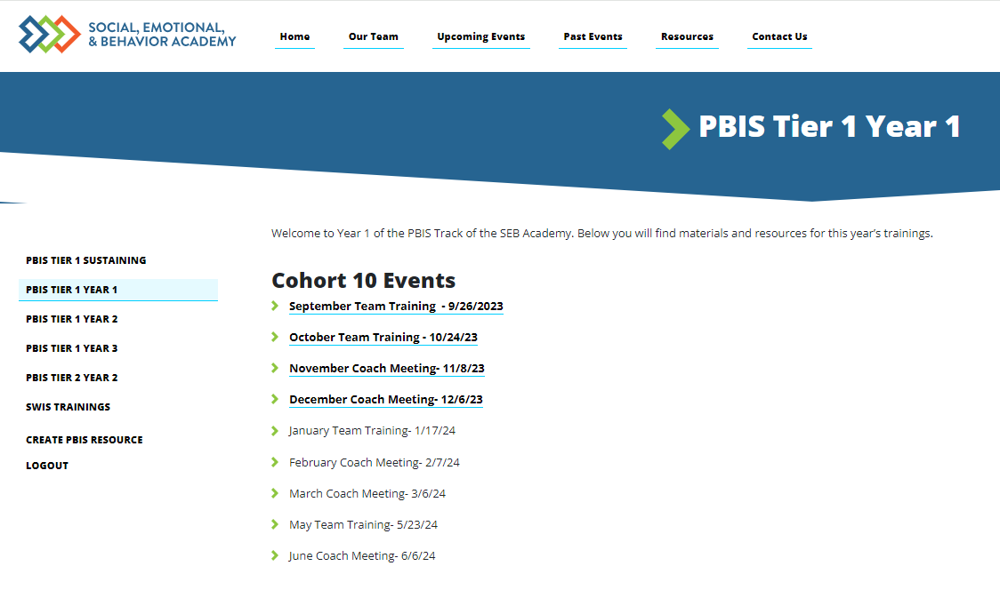 SOCIAL, EMOTIONAL,
& BEHAVIOR ACADEMY
Home Our Team Upcoming Events Past Events Resources Contact Us
PBIS Tier 1 Year 1
PBIS TIER 1 SUSTAINING
PBIS TIER 1 YEAR 1
PBIS TIER 1 YEAR 2
PBIS TIER 1 YEAR 3
PBIS TIER 2 YEAR 2
SWIS TRAININGS
CREATE PBIS RESOURCE
LOGOUT
Welcome to Year 1 of the PBIS Track of the SEB Academy. Below you will find materials and resources for this year’s trainings.
Cohort 10 Events
September Team Training - 9/26/2023
October Team Training - 10/24/23
November Coach Meeting- 11/8/23
December Coach Meeting- 12/6/23
January Team Training- 1/17/24
February Coach Meeting- 2/7/24
March Coach Meeting- 3/6/24
May Team Training- 5/23/24
June Coach Meeting- 6/6/24